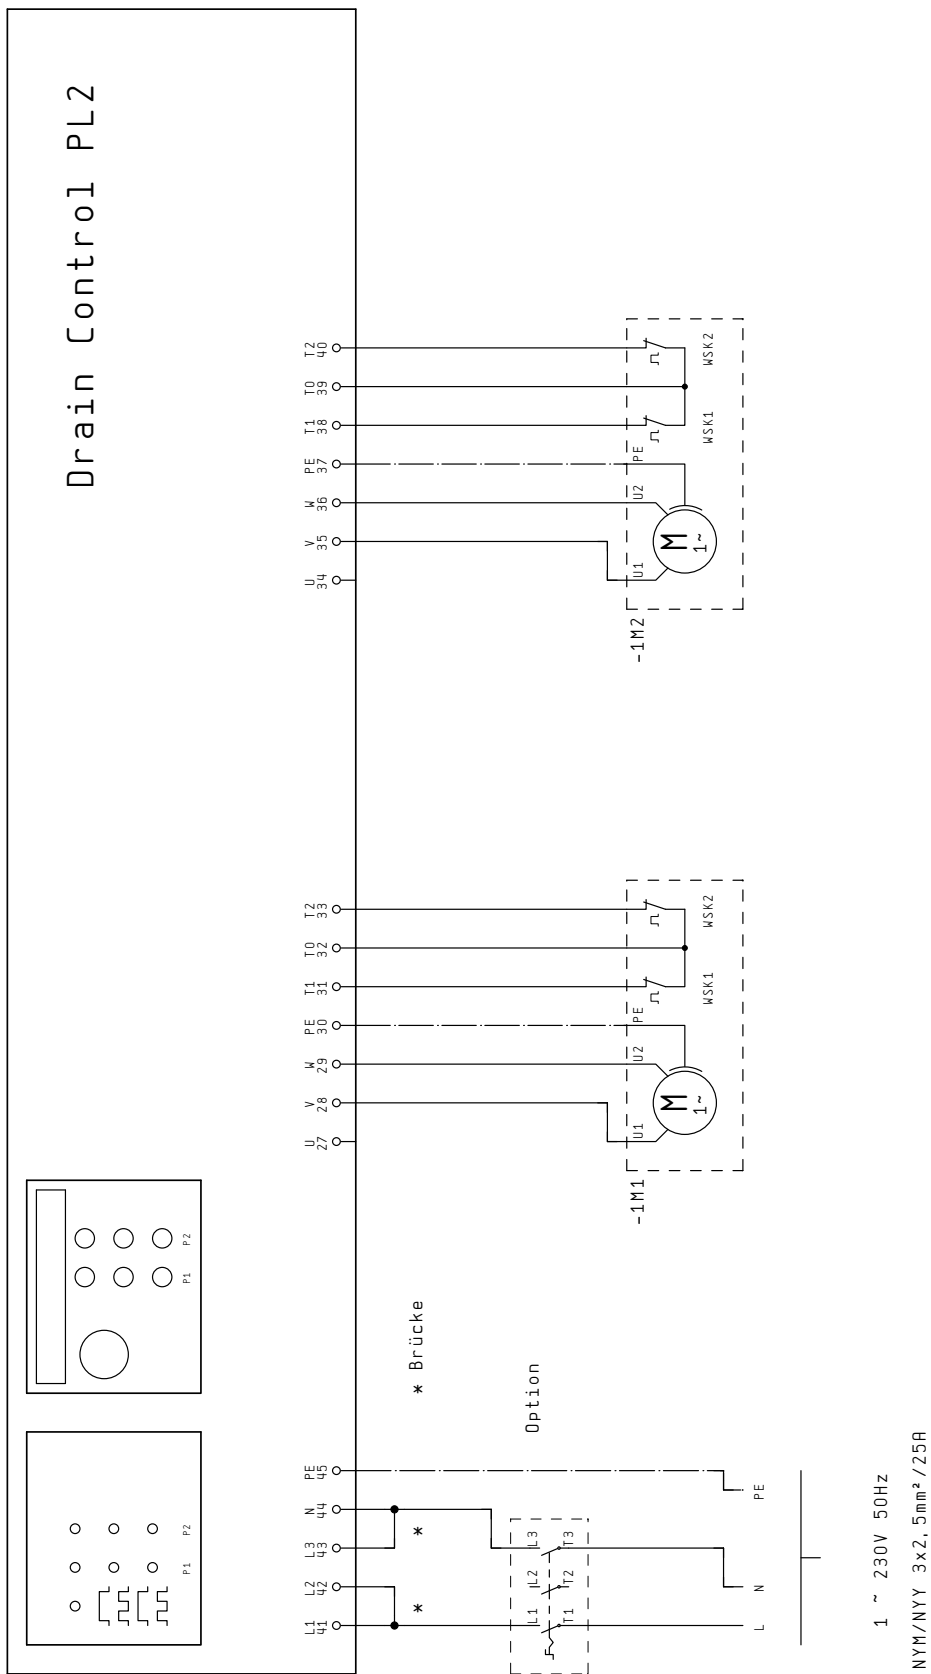 Drain Control PL2
P1 P2
P1 P2
L1 L2 L3 N PE
41 42 43 44 45
U V W PE T1 T0 T2
27 28 29 30 31 32 33
U V W PE T1 T0 T2
34 35 36 37 38 39 40
* * * Brücke
Option
L1 L2 L3
T1 T2 T3
L N PE
-1M1
U1 U2 PE
M
1~
WSK1 WSK2
-1M2
U1 U2 PE
M
1~
WSK1 WSK2
1 ~ 230V 50Hz
NYM/NYY 3x2,5mm²/25A